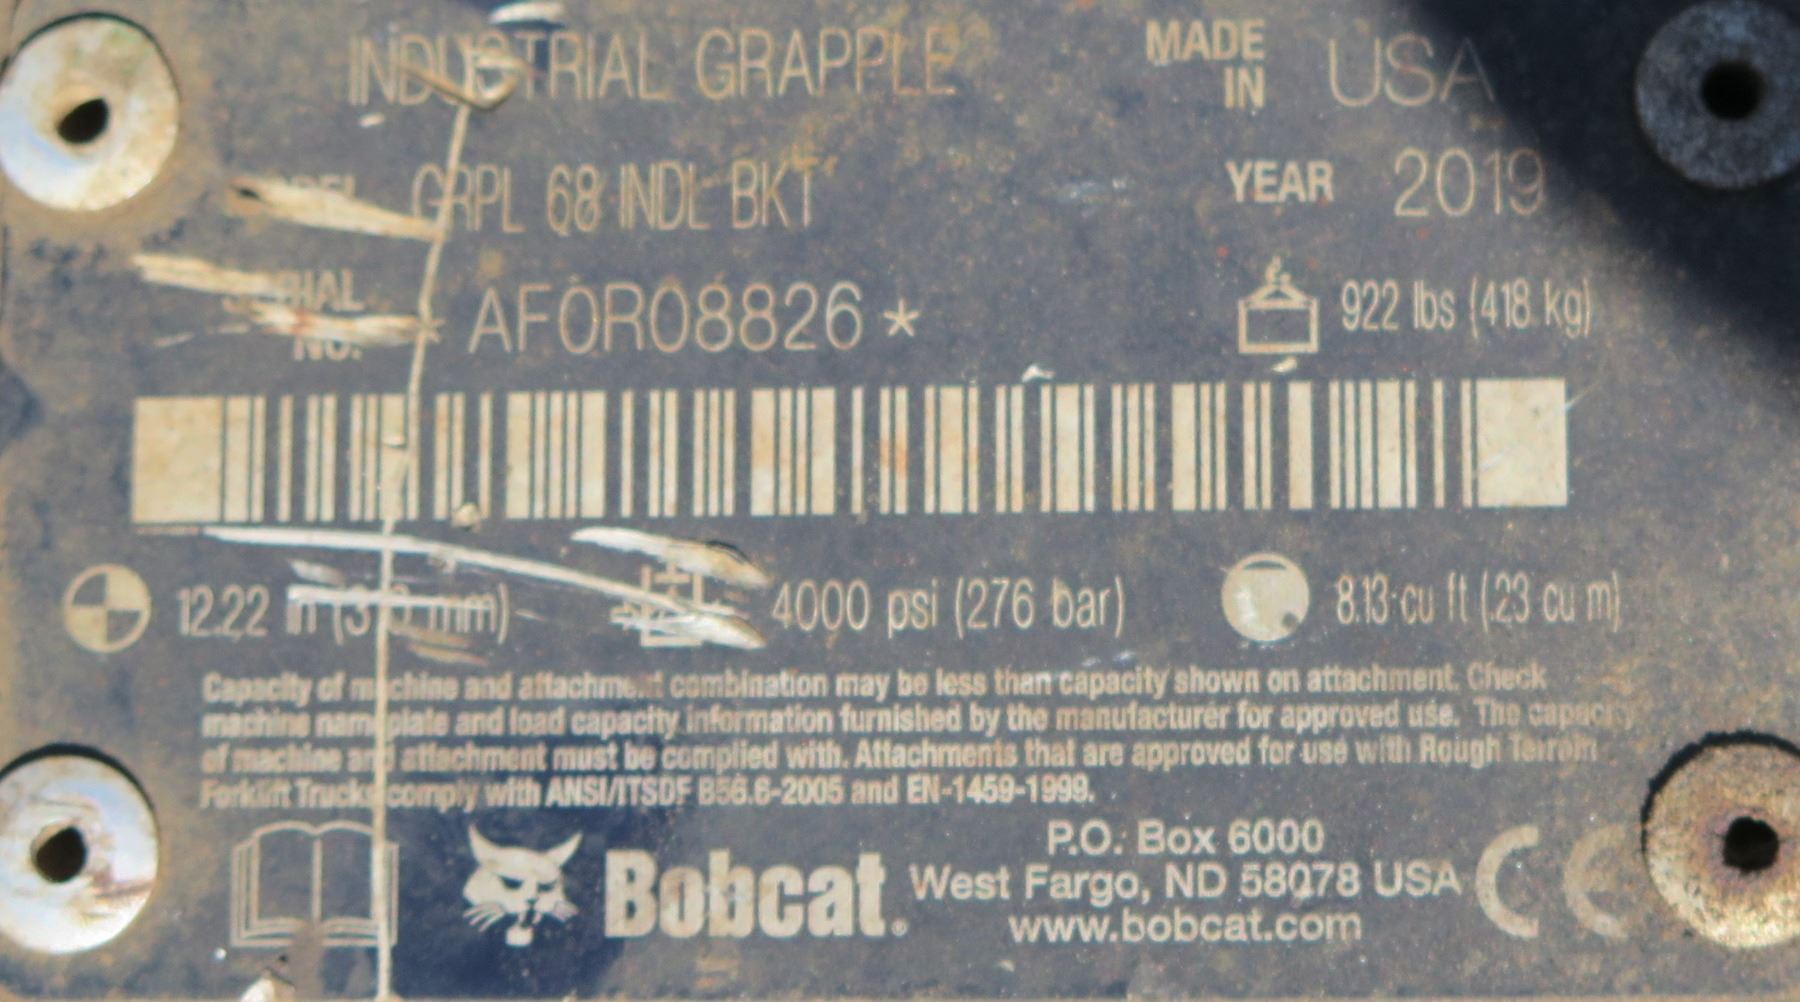 INDUSTRIAL GRAPPLE
MADE IN USA
MODEL GRPL 68 INDL BKT
YEAR 2019
SERIAL NO. * AF0R08826 *
922 lbs (418 kg)
12.22 in (310 mm)
4000 psi (276 bar)
8.13 cu ft (.23 cu m)
Capacity of machine and attachment combination may be less than capacity shown on attachment. Check
machine nameplate and load capacity information furnished by the manufacturer for approved use. The capacity
of machine and attachment must be complied with. Attachments that are approved for use with Rough Terrain
Forklift Trucks comply with ANSI/ITSDF B56.6-2005 and EN-1459-1999.
Bobcat®
P.O. Box 6000
West Fargo, ND 58078 USA
www.bobcat.com
CE